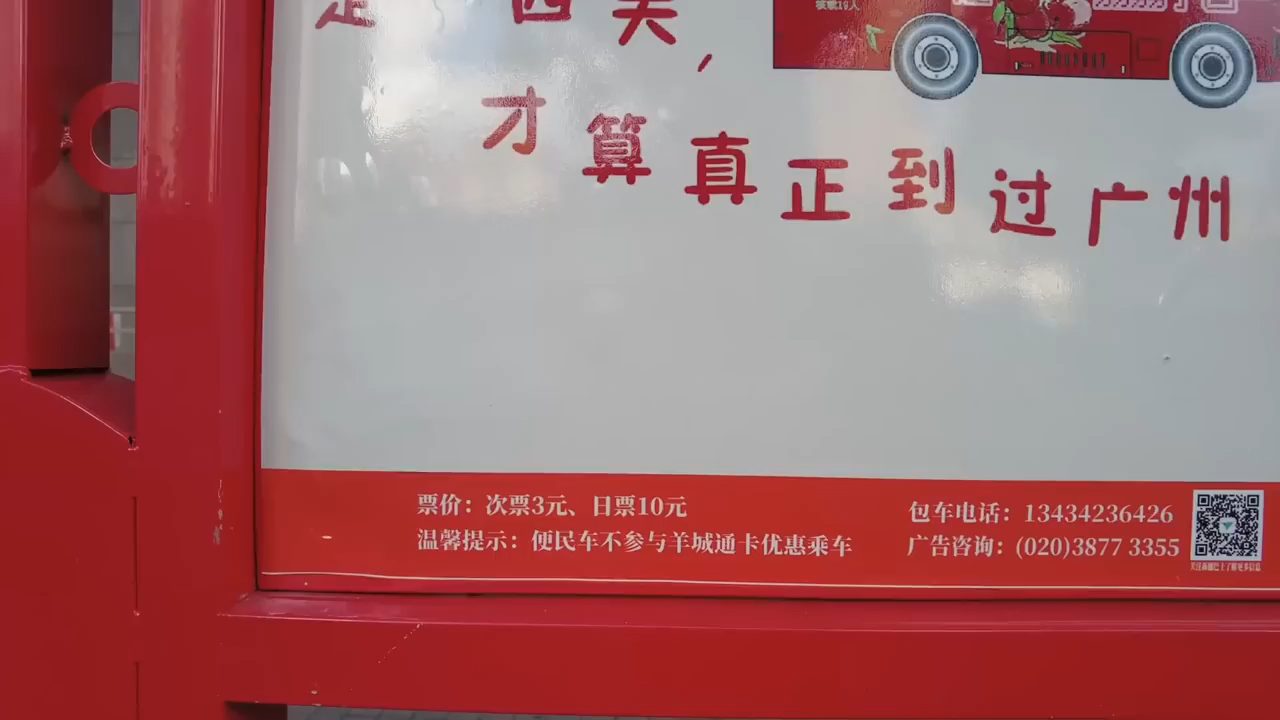 才算真正到过广州
票价：次票3元、日票10元
温馨提示：便民车不参与羊城通卡优惠乘车
包车电话：13434236426
广告咨询：(020)3877 3355